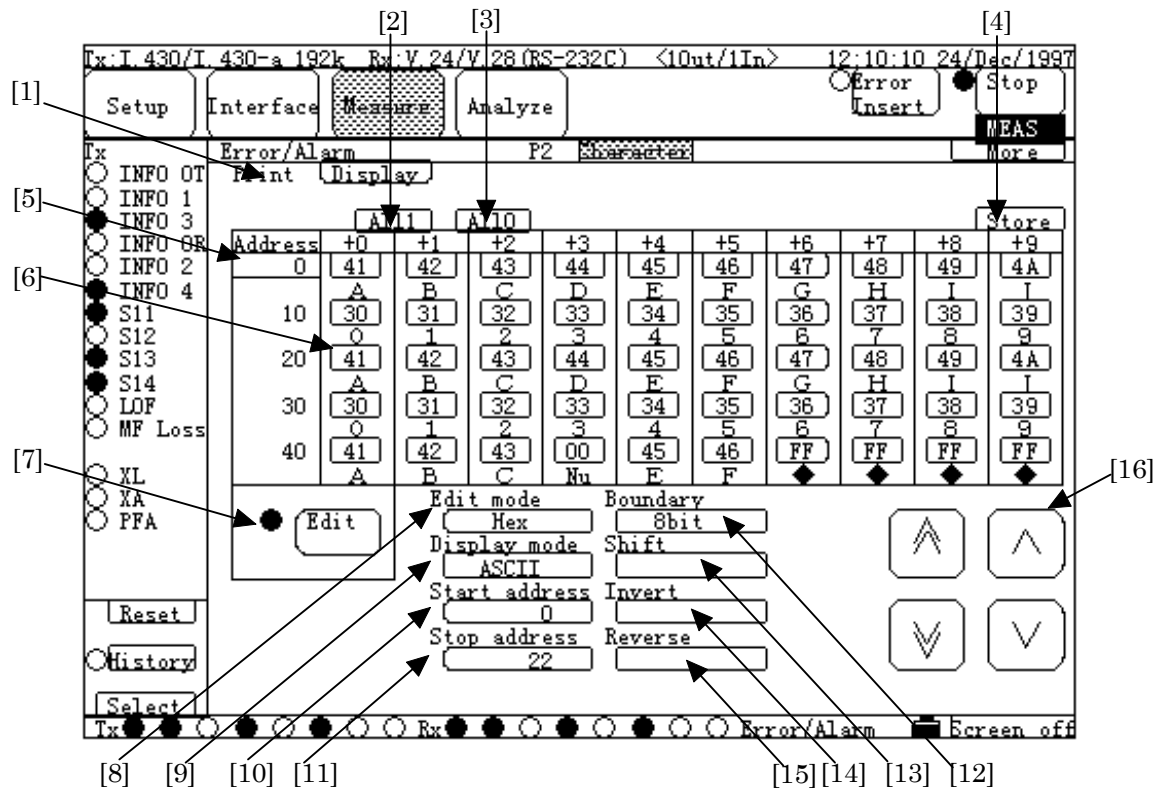 [2] [3] [4]
Tx:I.430/I.430-a 192k Rx:V.24/V.28(RS-232C) <1Out/1In> 12:10:10 24/Dec/1997
[1]
Setup Interface Measure Analyze Error Insert Stop
MEAS
Tx Error/Alarm P2 Character More
INFO OT Print Display
INFO 1
[5] INFO 3 All1 All0 Store
INFO OR Address +0 +1 +2 +3 +4 +5 +6 +7 +8 +9
[6] INFO 2 0 41 42 43 44 45 46 47 48 49 4A
INFO 4 A B C D E F G H I I
S11 10 30 31 32 33 34 35 36 37 38 39
S12 0 1 2 3 4 5 6 7 8 9
S13 20 41 42 43 44 45 46 47 48 49 4A
S14 A B C D E F G H I I
LOF 30 30 31 32 33 34 35 36 37 38 39
MF Loss 0 1 2 3 4 5 6 7 8 9
[7] 40 41 42 43 00 45 46 FF FF FF FF
XL A B C Nu E F [16]
XA Edit mode Boundary
PFA Edit Hex 8bit
Display mode Shift
ASCII
Start address Invert
Reset 0
Stop address Reverse
History 22
Select
Tx Rx Error/Alarm Screen off
[8] [9] [10] [11] [15] [14] [13] [12]